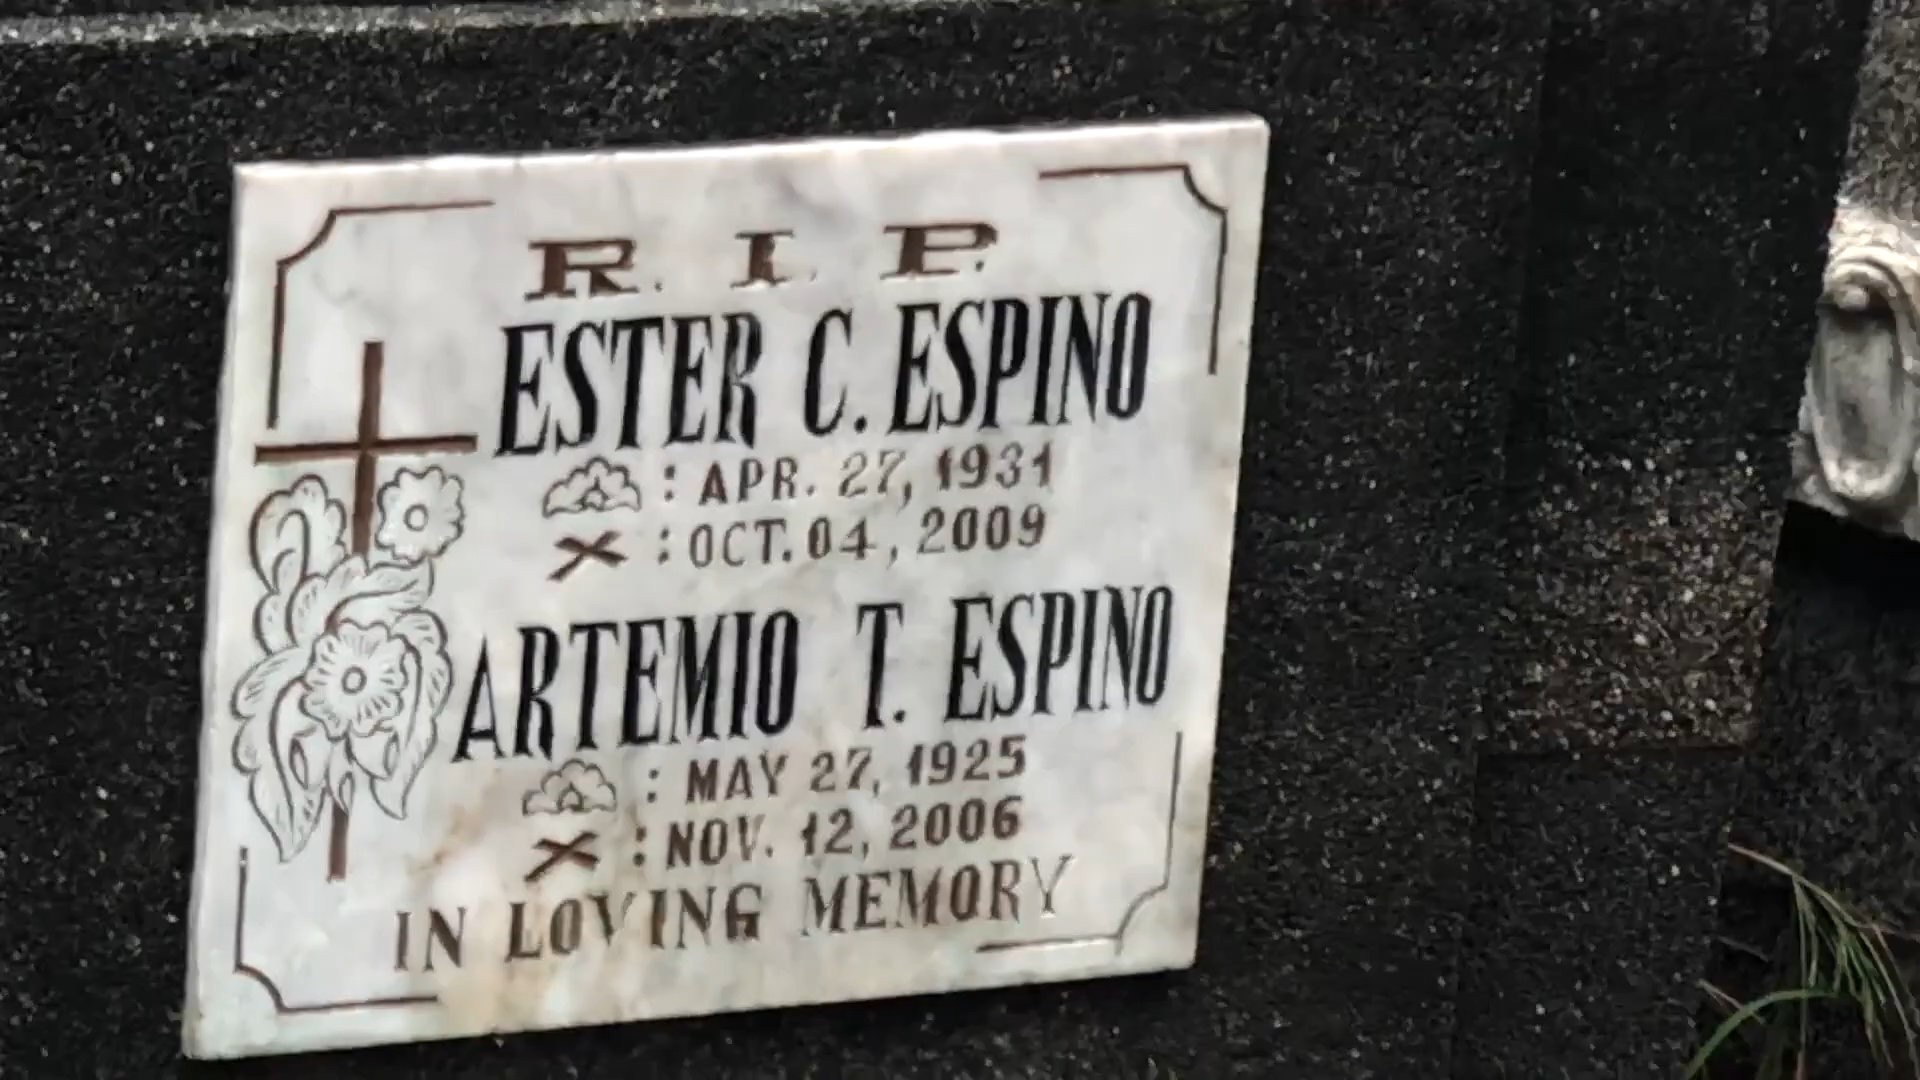 R. I. P.
ESTER C. ESPINO
: APR. 27, 1931
: OCT. 04, 2009
ARTEMIO T. ESPINO
: MAY 27, 1925
: NOV. 12, 2006
IN LOVING MEMORY